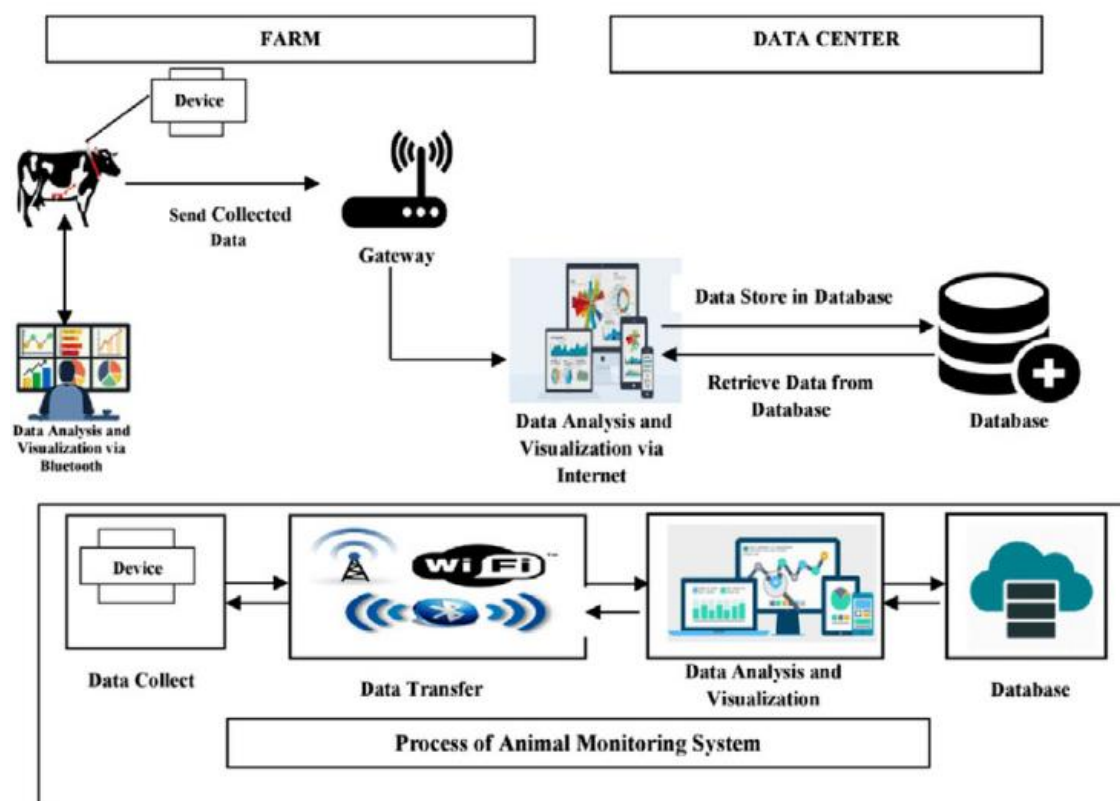 FARM
DATA CENTER
Device
Send Collected
Data
Gateway
Data Store in Database
Retrieve Data from
Database
Database
Data Analysis and
Visualization via
Bluetooth
Data Analysis and
Visualization via
Internet
Device
WiFi
Data Collect
Data Transfer
Data Analysis and
Visualization
Database
Process of Animal Monitoring System